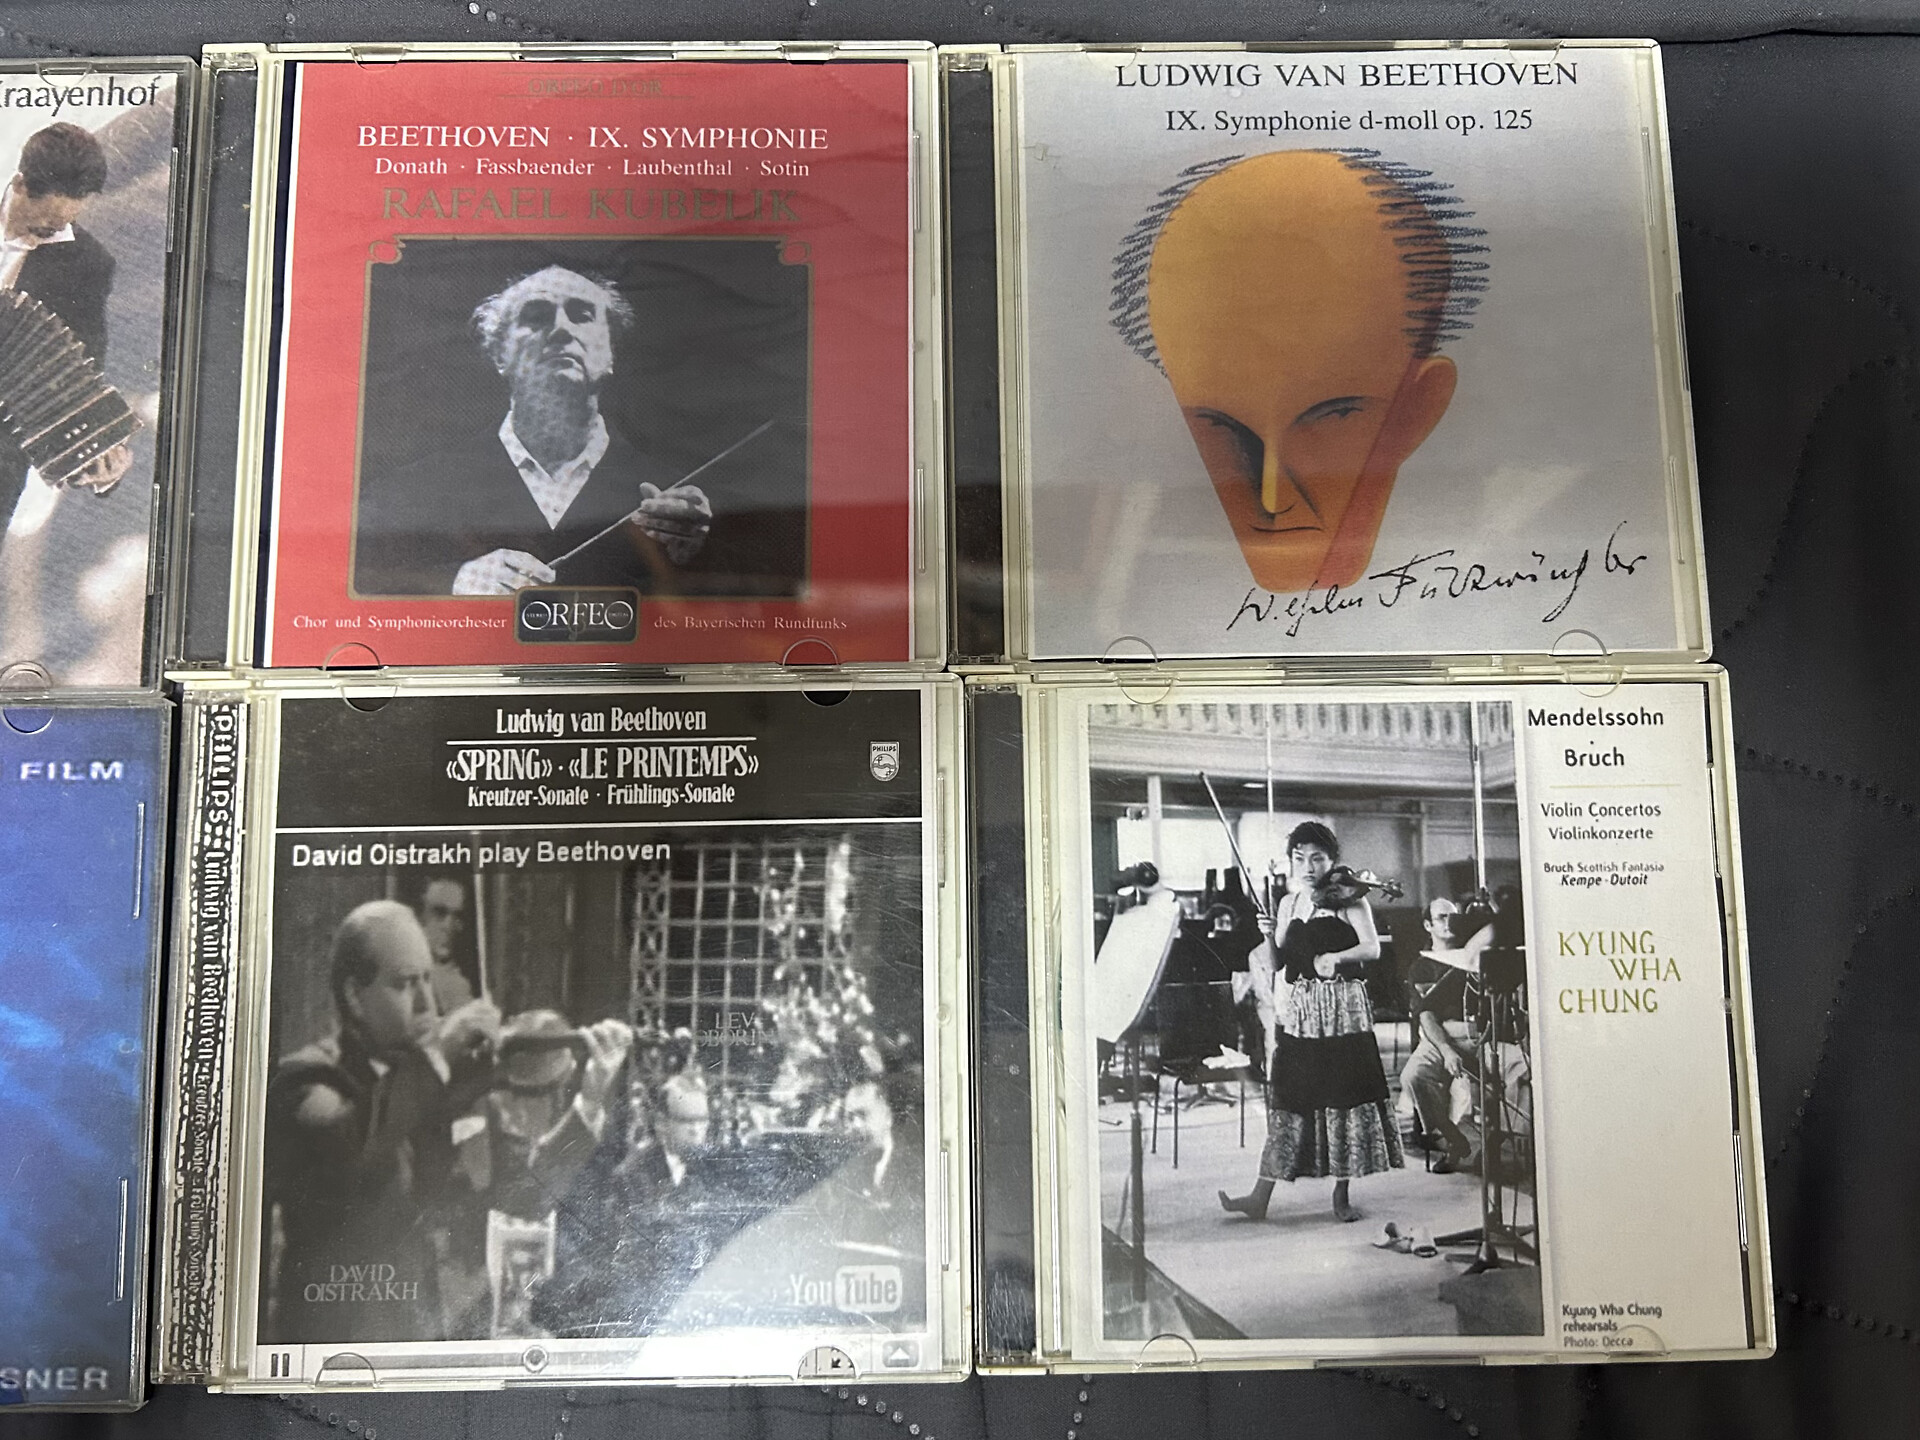 Kraayenhof
ORFEO D'OR
BEETHOVEN · IX. SYMPHONIE
Donath · Fassbaender · Laubenthal · Sotin
RAFAEL KUBELIK
Chor und Symphonieorchester
ORFEO
des Bayerischen Rundfunks
LUDWIG VAN BEETHOVEN
IX. Symphonie d-moll op. 125
Wilhelm Furtwängler
FILM
SNER
PHILIPS
Ludwig van Beethoven
Ludwig van Beethoven
«SPRING» · «LE PRINTEMPS»
Kreutzer-Sonate · Frühlings-Sonate
PHILIPS
David Oistrakh play Beethoven
LEV
OBORIN
DAVID
OISTRAKH
YouTube
Mendelssohn
·
Bruch
Violin Concertos
Violinkonzerte
Bruch Scottish Fantasia
Kempe · Dutoit
KYUNG
WHA
CHUNG
Kyung Wha Chung
rehearsals
Photo: Decca